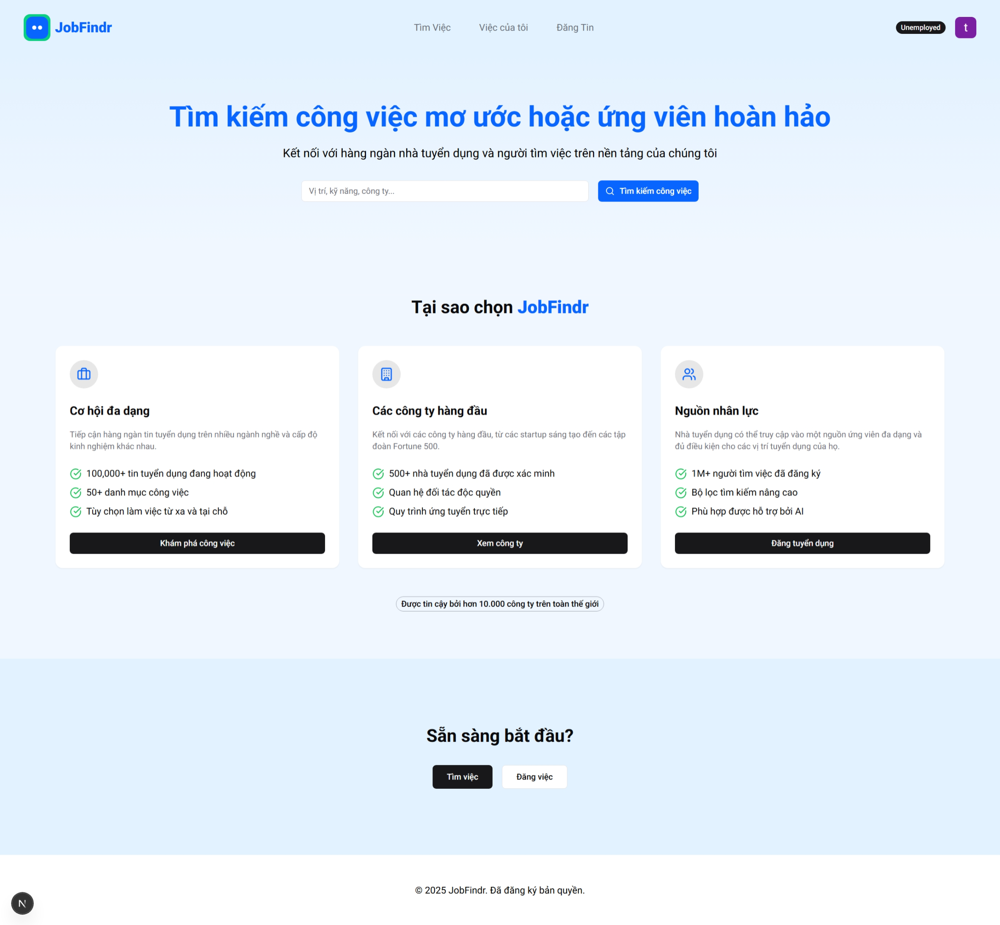 JobFindr
Tìm Việc
Việc của tôi
Đăng Tin
Unemployed
t
Tìm kiếm công việc mơ ước hoặc ứng viên hoàn hảo
Kết nối với hàng ngàn nhà tuyển dụng và người tìm việc trên nền tảng của chúng tôi
Vị trí, kỹ năng, công ty...
Tìm kiếm công việc
Tại sao chọn JobFindr
Cơ hội đa dạng
Tiếp cận hàng ngàn tin tuyển dụng trên nhiều ngành nghề và cấp độ
kinh nghiệm khác nhau.
100,000+ tin tuyển dụng đang hoạt động
50+ danh mục công việc
Tùy chọn làm việc từ xa và tại chỗ
Khám phá công việc
Các công ty hàng đầu
Kết nối với các công ty hàng đầu, từ các startup sáng tạo đến các tập
đoàn Fortune 500.
500+ nhà tuyển dụng đã được xác minh
Quan hệ đối tác độc quyền
Quy trình ứng tuyển trực tiếp
Xem công ty
Nguồn nhân lực
Nhà tuyển dụng có thể truy cập vào một nguồn ứng viên đa dạng và
đủ điều kiện cho các vị trí tuyển dụng của họ.
1M+ người tìm việc đã đăng ký
Bộ lọc tìm kiếm nâng cao
Phù hợp được hỗ trợ bởi AI
Đăng tuyển dụng
Được tin cậy bởi hơn 10.000 công ty trên toàn thế giới
Sẵn sàng bắt đầu?
Tìm việc
Đăng việc
© 2025 JobFindr. Đã đăng ký bản quyền.
N